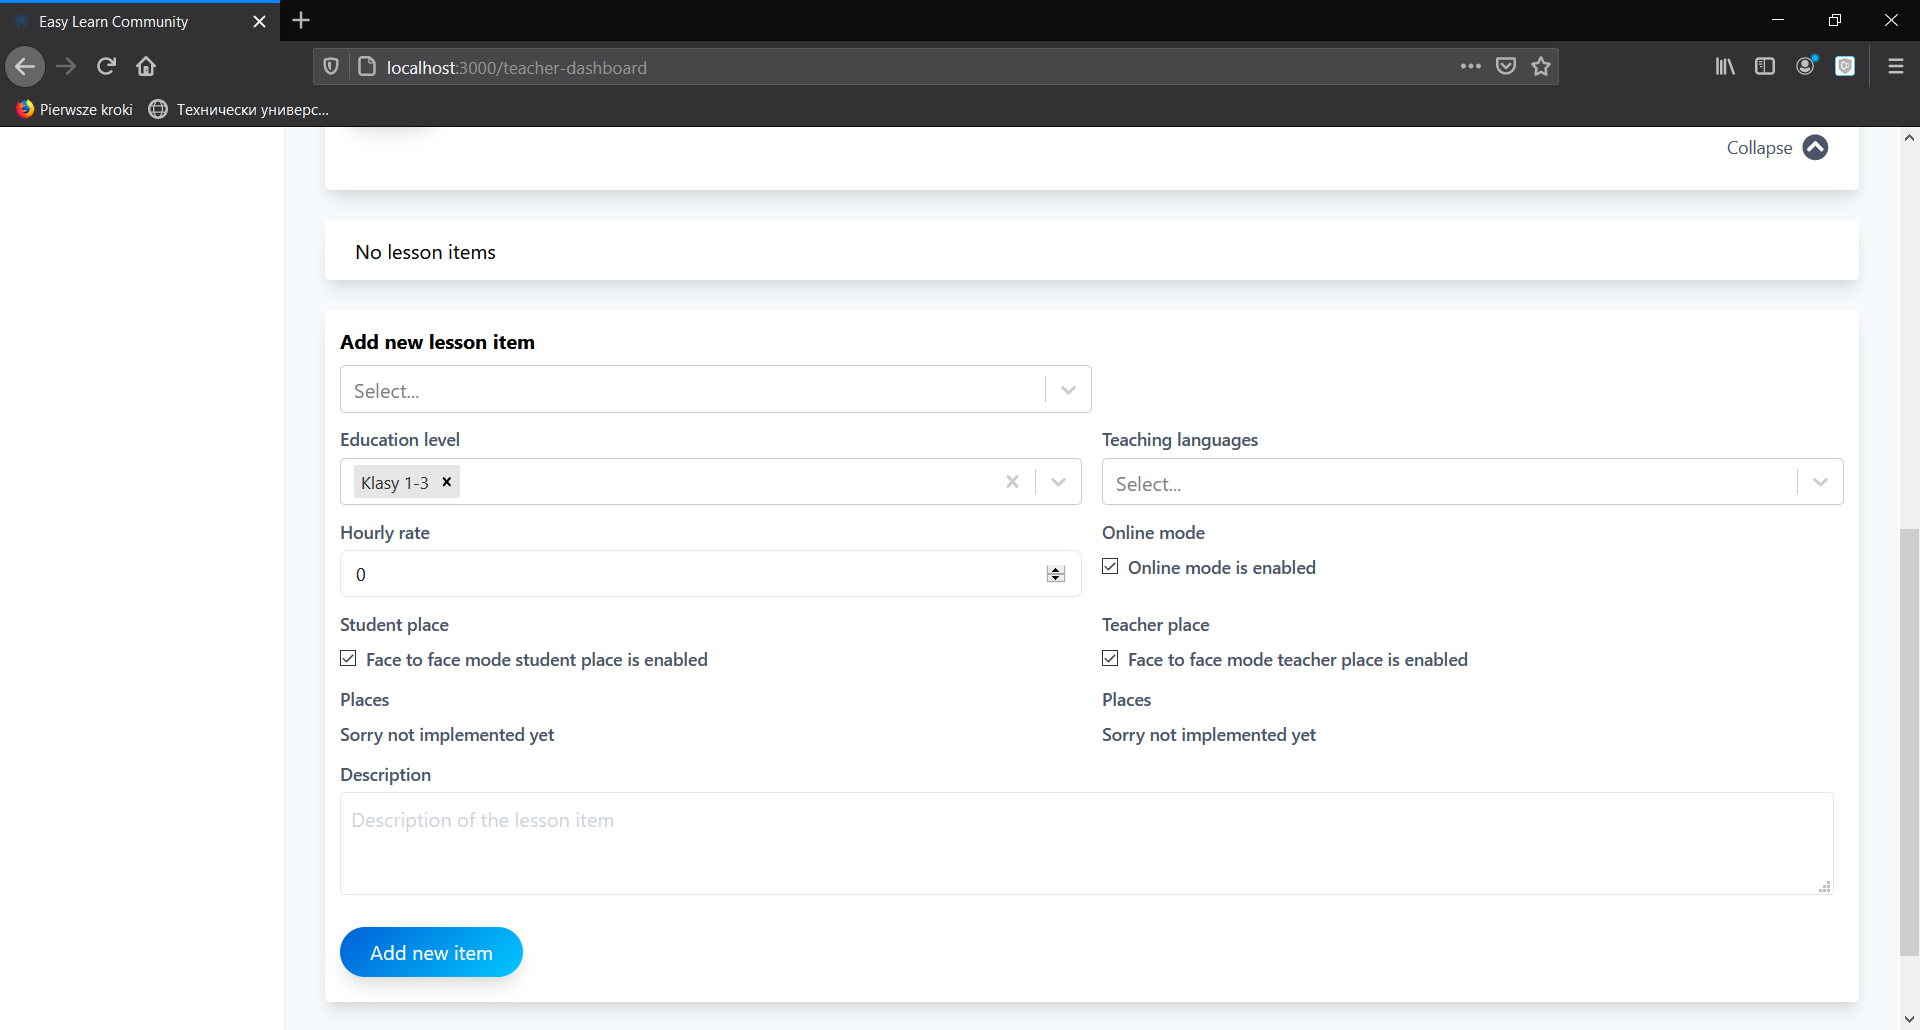 Easy Learn Community
localhost:3000/teacher-dashboard
Pierwsze kroki
Технически универс...
Collapse
No lesson items
Add new lesson item
Select...
Education level
Teaching languages
Klasy 1-3
Select...
Hourly rate
Online mode
0
Online mode is enabled
Student place
Teacher place
Face to face mode student place is enabled
Face to face mode teacher place is enabled
Places
Places
Sorry not implemented yet
Sorry not implemented yet
Description
Description of the lesson item
Add new item